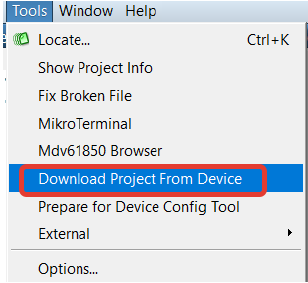 Tools Window Help
Locate... Ctrl+K
Show Project Info
Fix Broken File
MikroTerminal
Mdv61850 Browser
Download Project From Device
Prepare for Device Config Tool
External
Options...